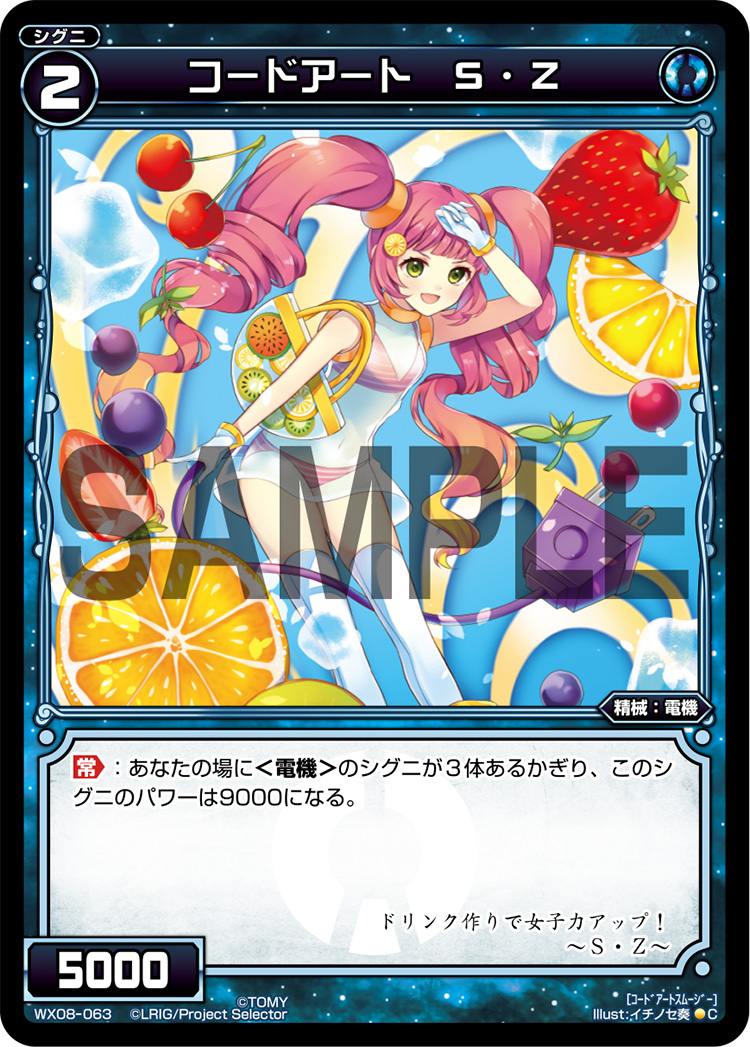 シグニ
2
コードアート　S・Z
SAMPLE
精械：電機
常：あなたの場に＜電機＞のシグニが３体あるかぎり、このシ
グニのパワーは9000になる。
ドリンク作りで女子力アップ！
～S・Z～
5000
©TOMY
[ｺｰﾄﾞｱｰﾄｽﾑｰｼﾞｰ]
WX08-063 ©LRIG/Project Selector
Illust:イチノセ奏 C